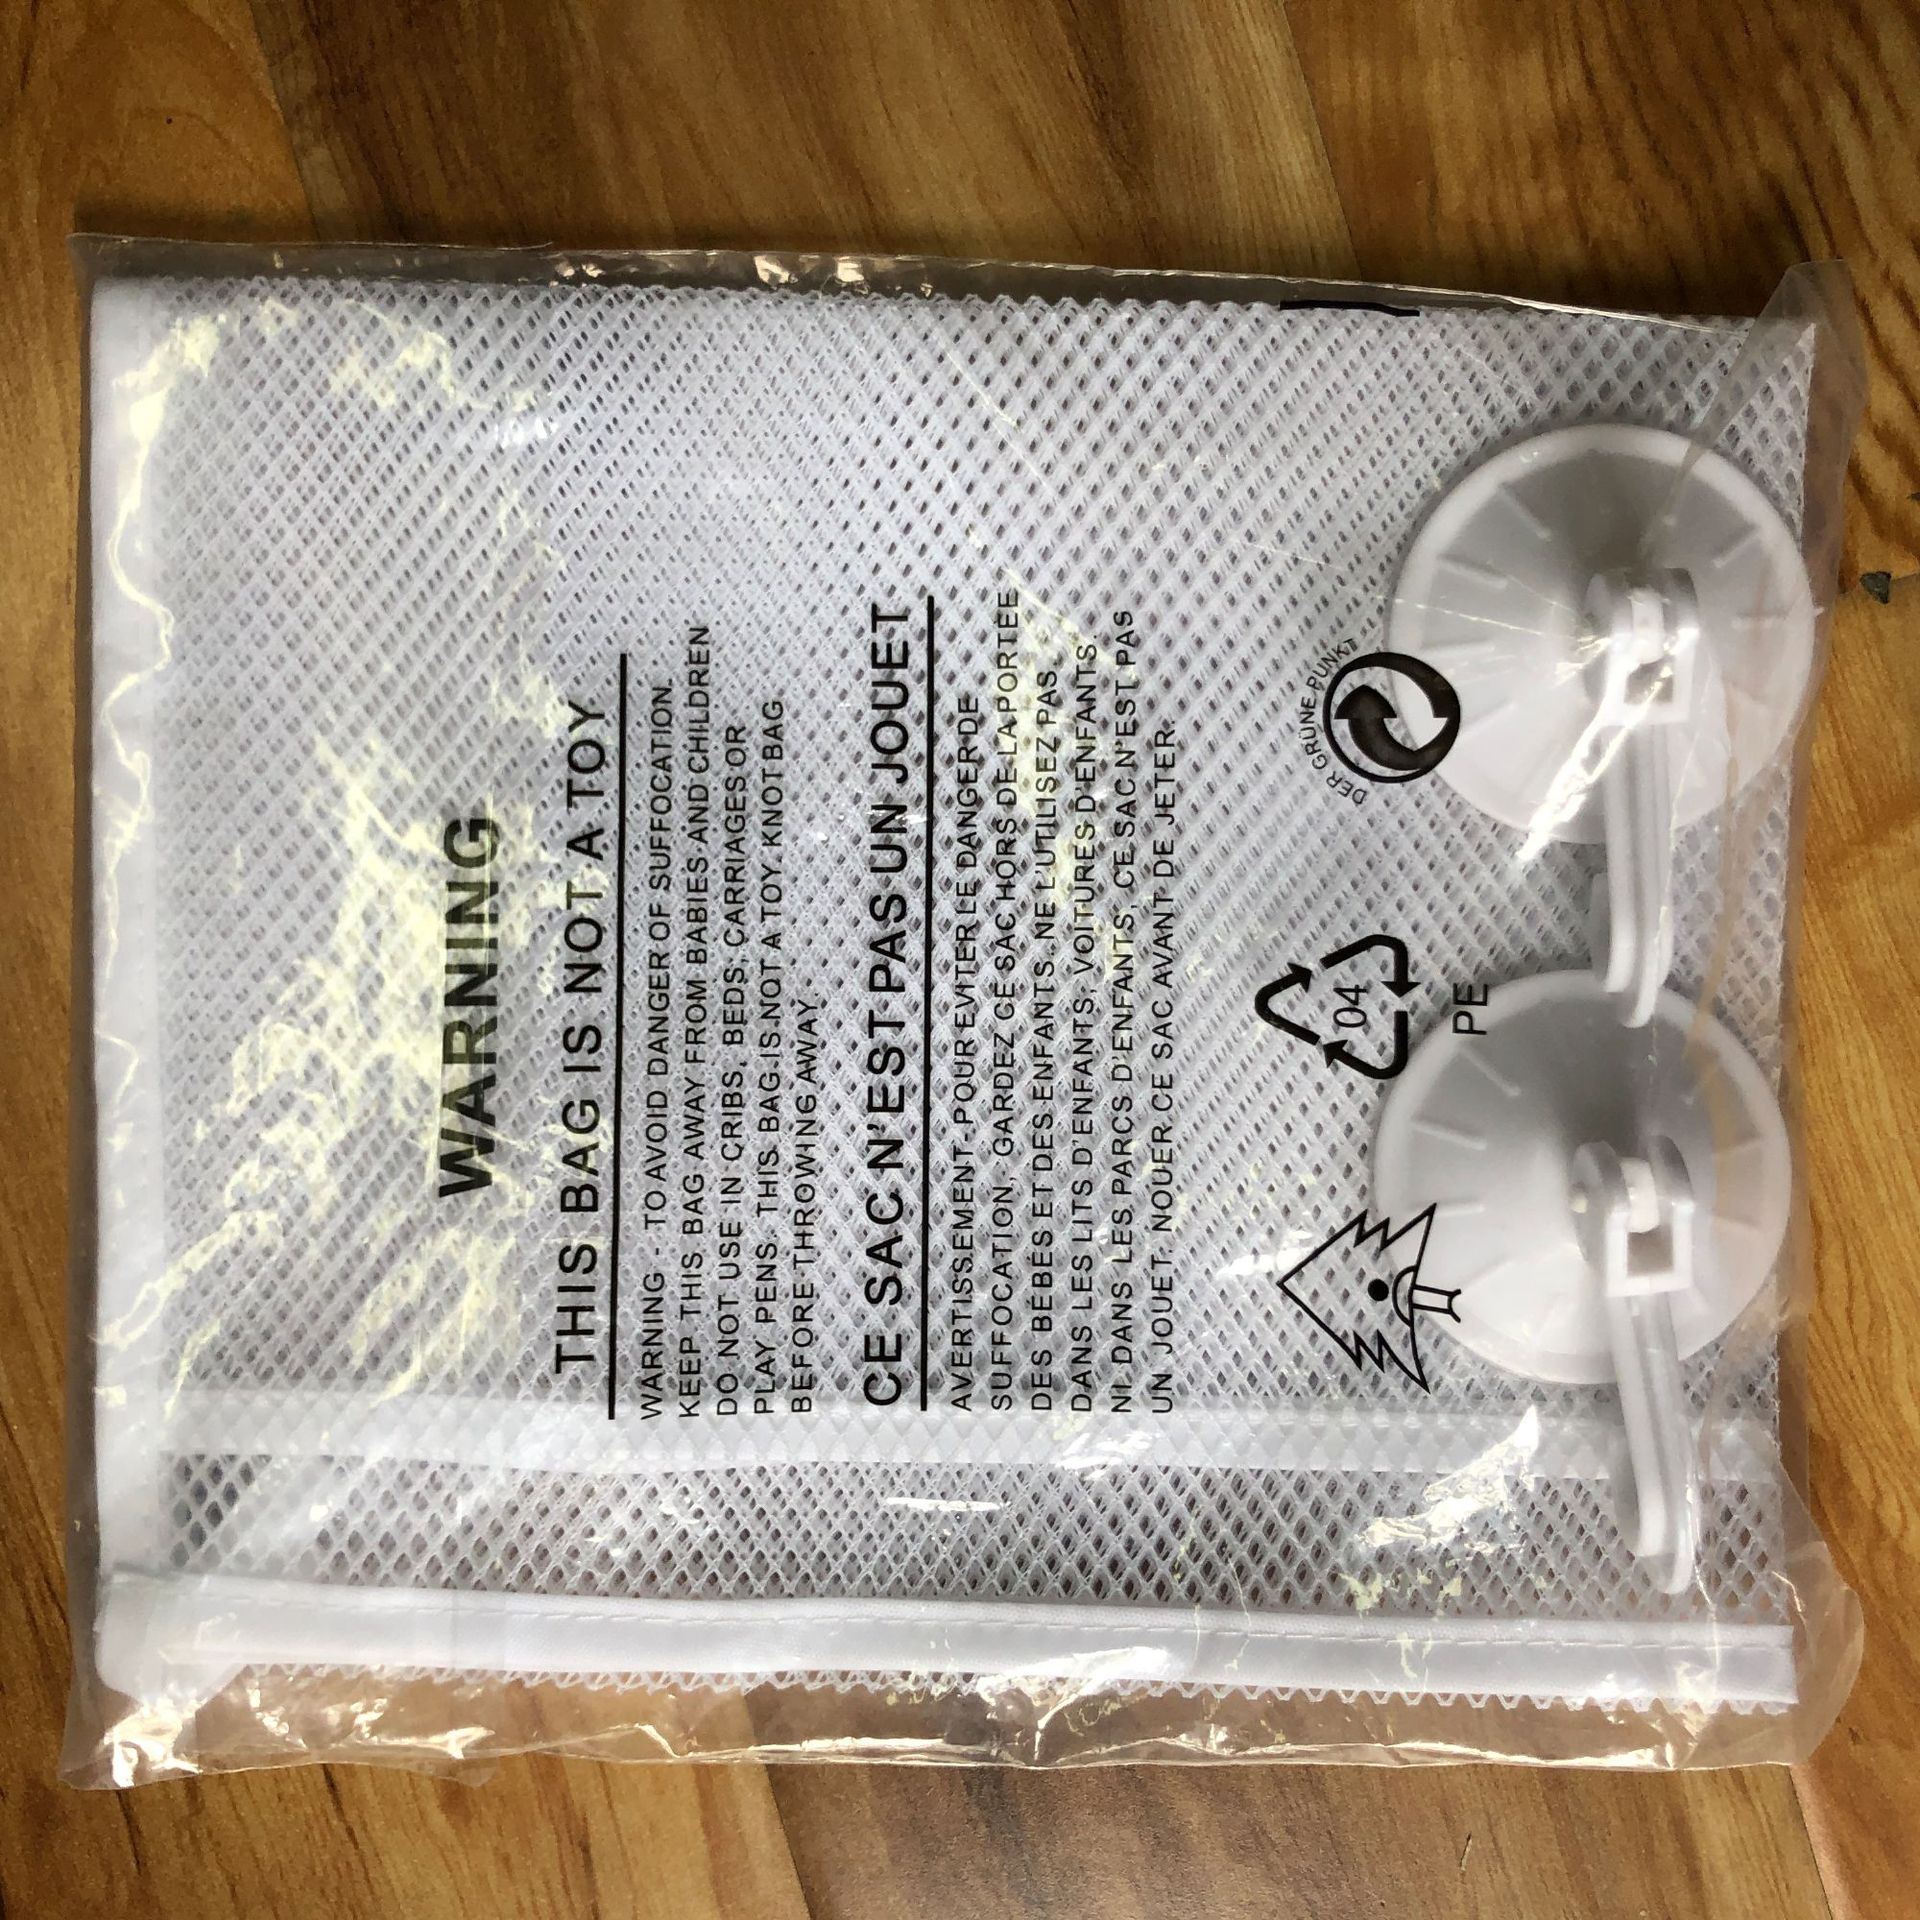 WARNING
THIS BAG IS NOT A TOY
WARNING - TO AVOID DANGER OF SUFFOCATION.
KEEP THIS BAG AWAY FROM BABIES AND CHILDREN
DO NOT USE IN CRIBS, BEDS, CARRIAGES OR
PLAY PENS. THIS BAG IS NOT A TOY. KNOT BAG
BEFORE THROWING AWAY.
CE SAC N'EST PAS UN JOUET
AVERTISSEMENT-POUR EVITER LE DANGER DE
SUFFOCATION, GARDEZ CE SAC HORS DE LA PORTÉE
DES BÉBÉS ET DES ENFANTS. NE L'UTILISEZ PAS
DANS LES LITS D'ENFANTS, VOITURES D'ENFANTS.
NI DANS LES PARCS D'ENFANTS, CE SAC N'EST PAS
UN JOUET. NOUER CE SAC AVANT DE JETER.
04
PE
DER GRÜNE PUNKT